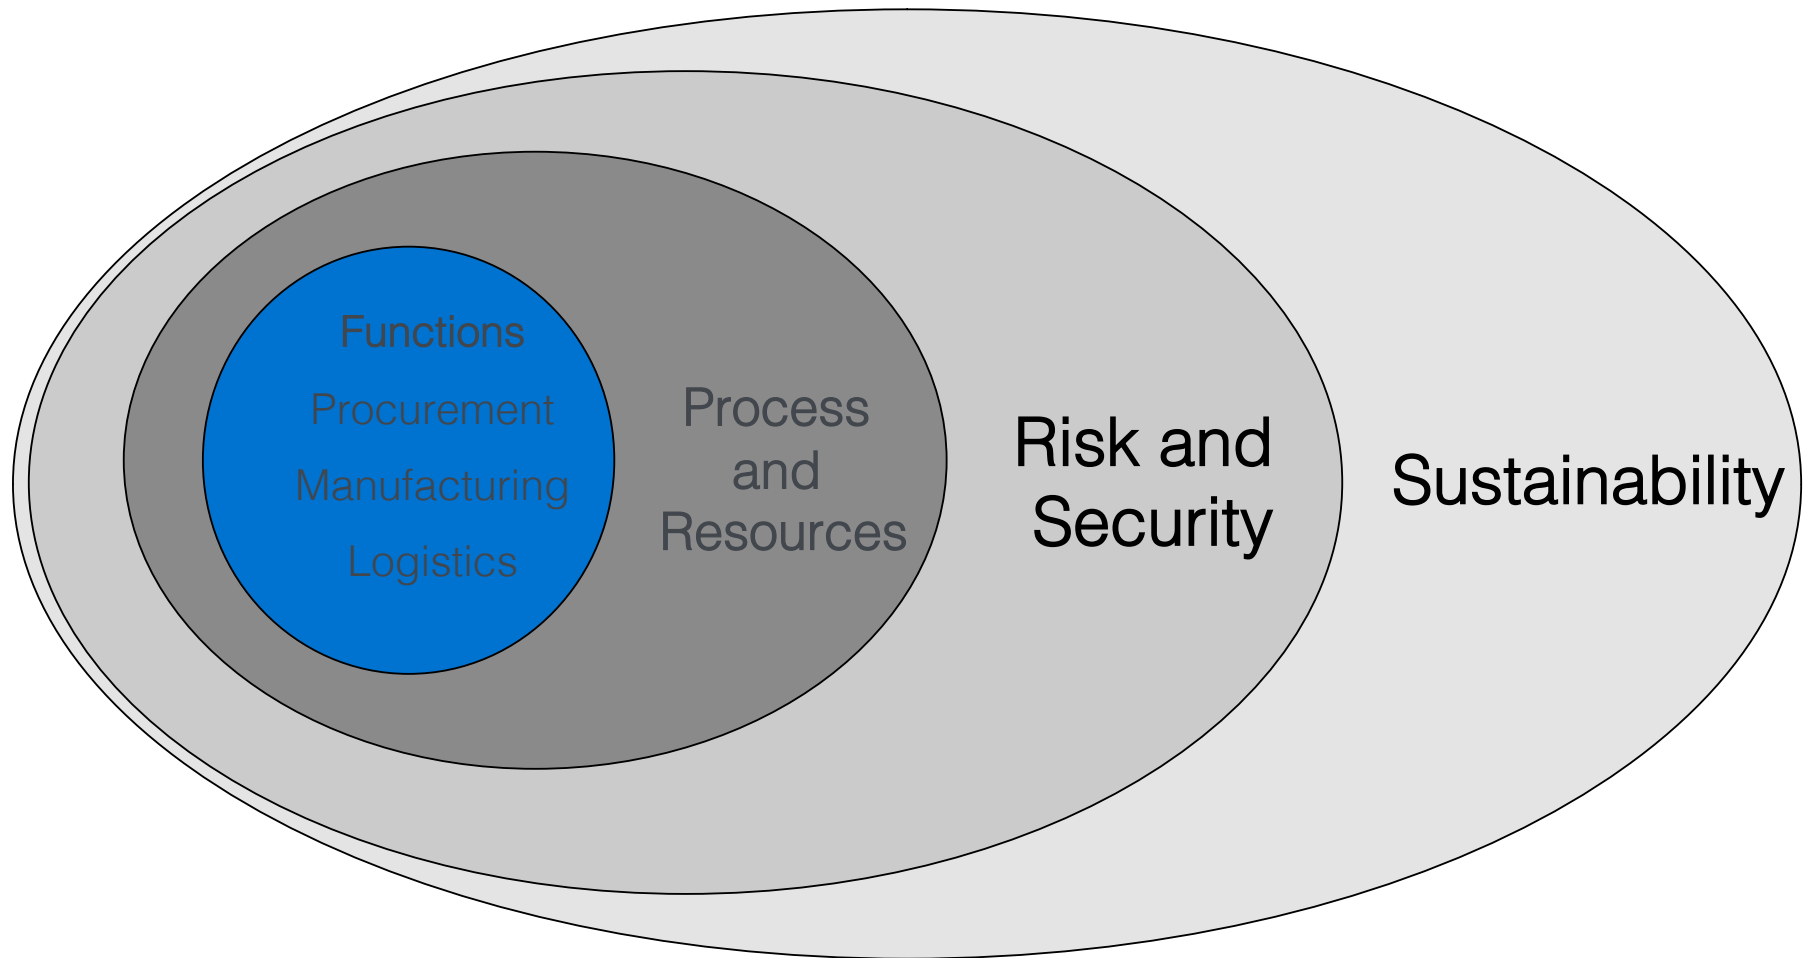 Functions
Procurement
Manufacturing
Logistics
Process
and
Resources
Risk and
Security
Sustainability